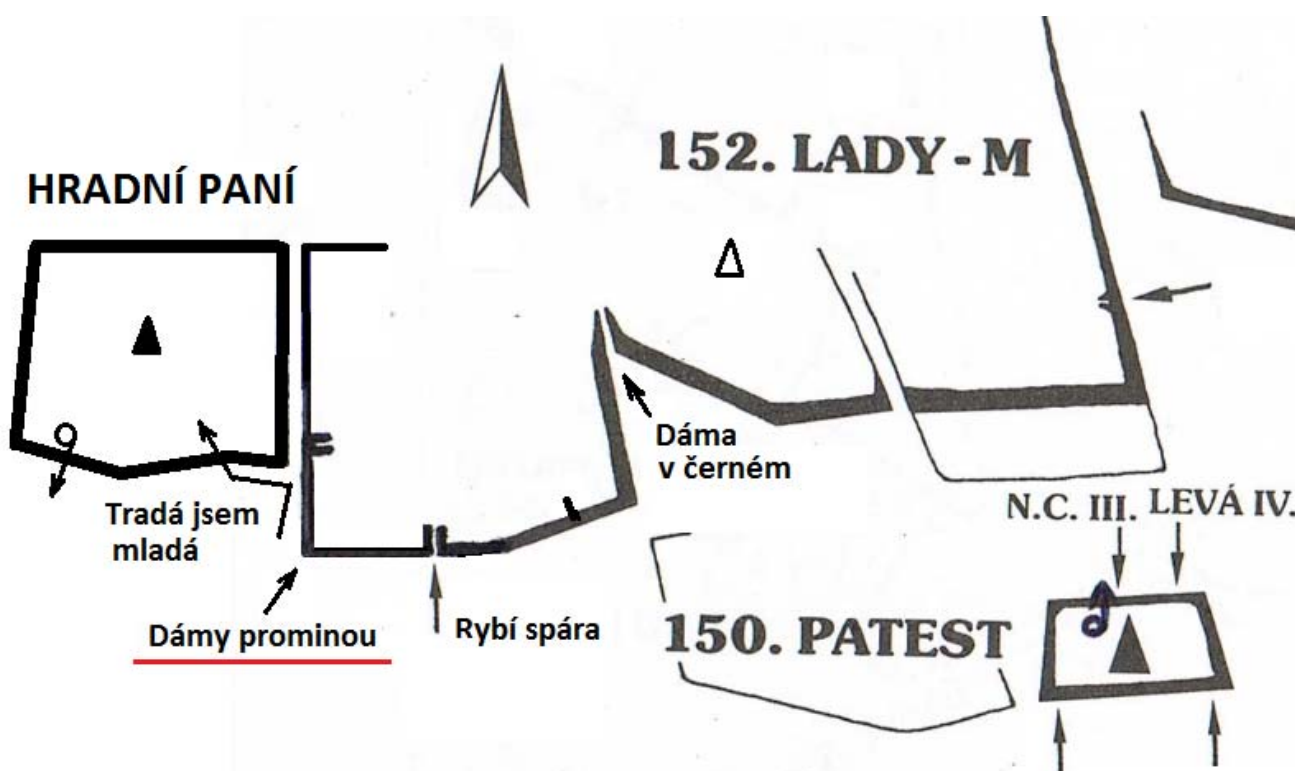 152. LADY - M
HRADNÍ PANÍ
Dáma
v černém
Tradá jsem
mladá
N.C. III. LEVÁ IV.
Dámy prominou
Rybí spára
150. PATEST